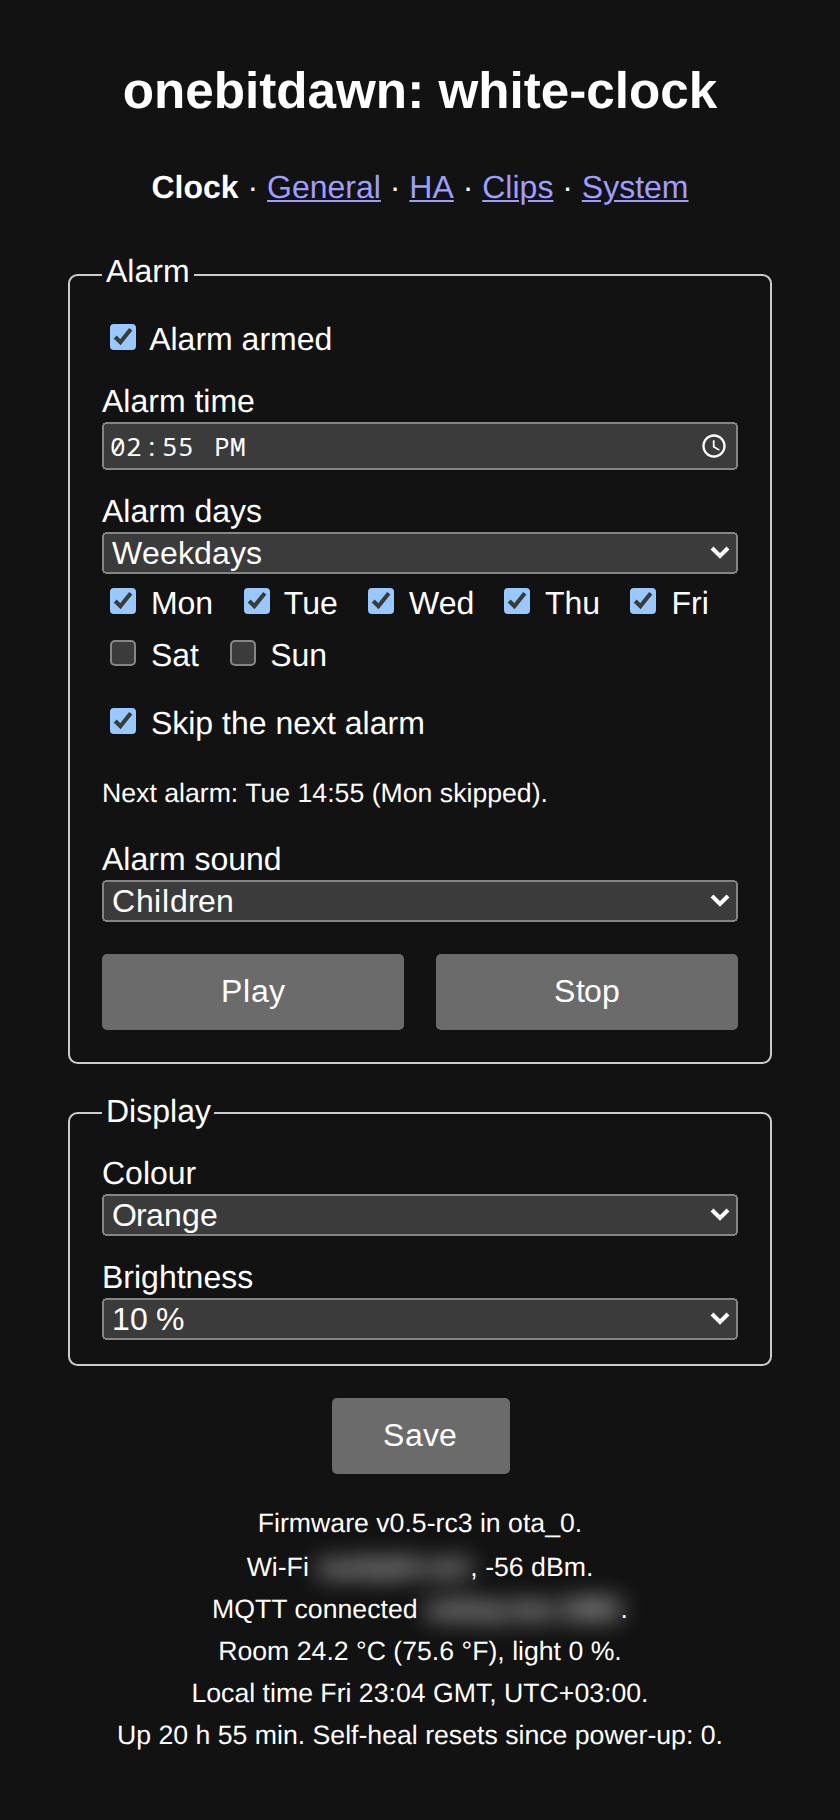 onebitdawn: white-clock
Clock · General · HA · Clips · System
Alarm
Alarm armed
Alarm time
02:55 PM
Alarm days
Weekdays
Mon Tue Wed Thu Fri
Sat Sun
Skip the next alarm
Next alarm: Tue 14:55 (Mon skipped).
Alarm sound
Children
Play Stop
Display
Colour
Orange
Brightness
10 %
Save
Firmware v0.5-rc3 in ota_0.
Wi-Fi , -56 dBm.
MQTT connected .
Room 24.2 °C (75.6 °F), light 0 %.
Local time Fri 23:04 GMT, UTC+03:00.
Up 20 h 55 min. Self-heal resets since power-up: 0.